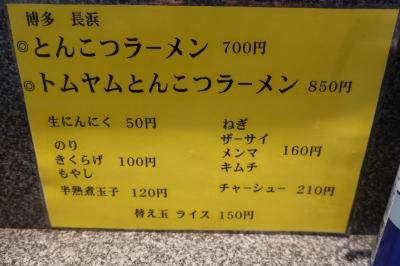 博多 長浜
◎とんこつラーメン 700円
◎トムヤムとんこつラーメン 850円
生にんにく 50円
のり
きくらげ 100円
もやし
半熟煮玉子 120円
ねぎ
ザーサイ
メンマ 160円
キムチ
チャーシュー 210円
替え玉 ライス 150円